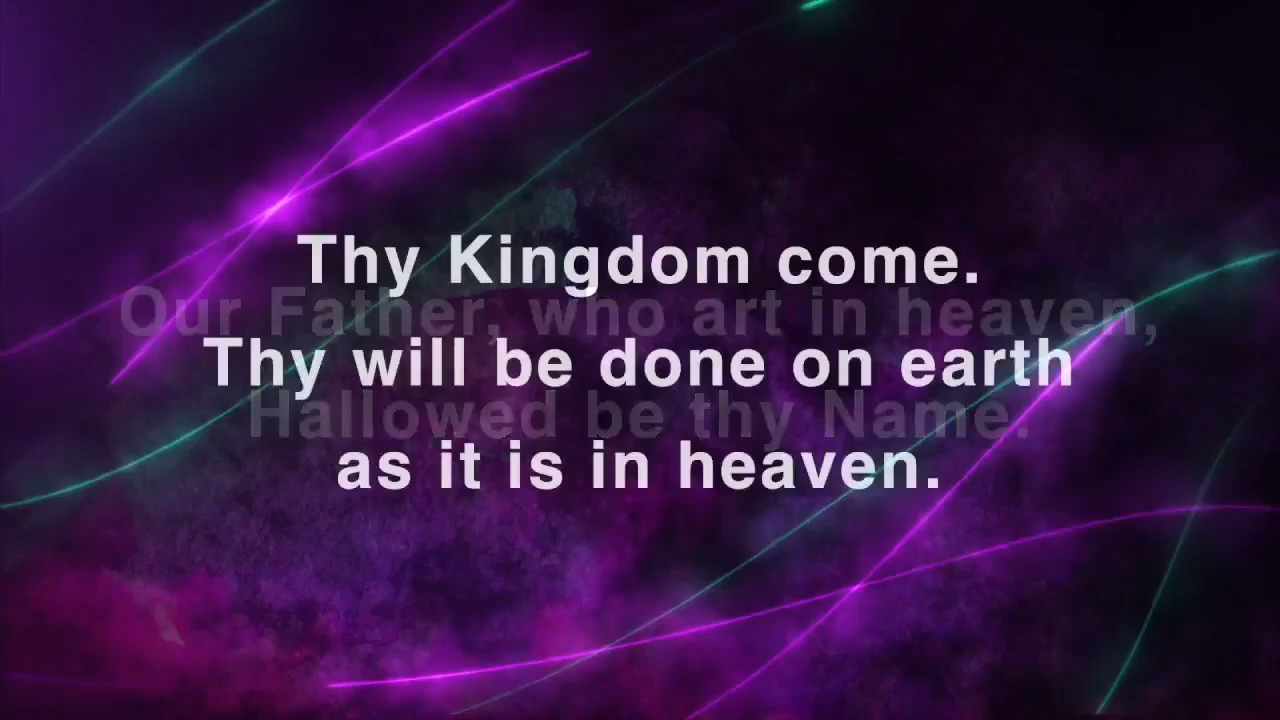 Thy Kingdom come.
Our Father, who art in heaven,
Thy will be done on earth
Hallowed be thy Name.
as it is in heaven.